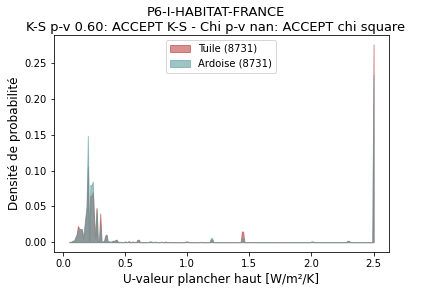 P6-I-HABITAT-FRANCE
K-S p-v 0.60: ACCEPT K-S - Chi p-v nan: ACCEPT chi square
Tuile (8731)
Ardoise (8731)
Densité de probabilité
0.25
0.20
0.15
0.10
0.05
0.00
0.0 0.5 1.0 1.5 2.0 2.5
U-valeur plancher haut [W/m²/K]